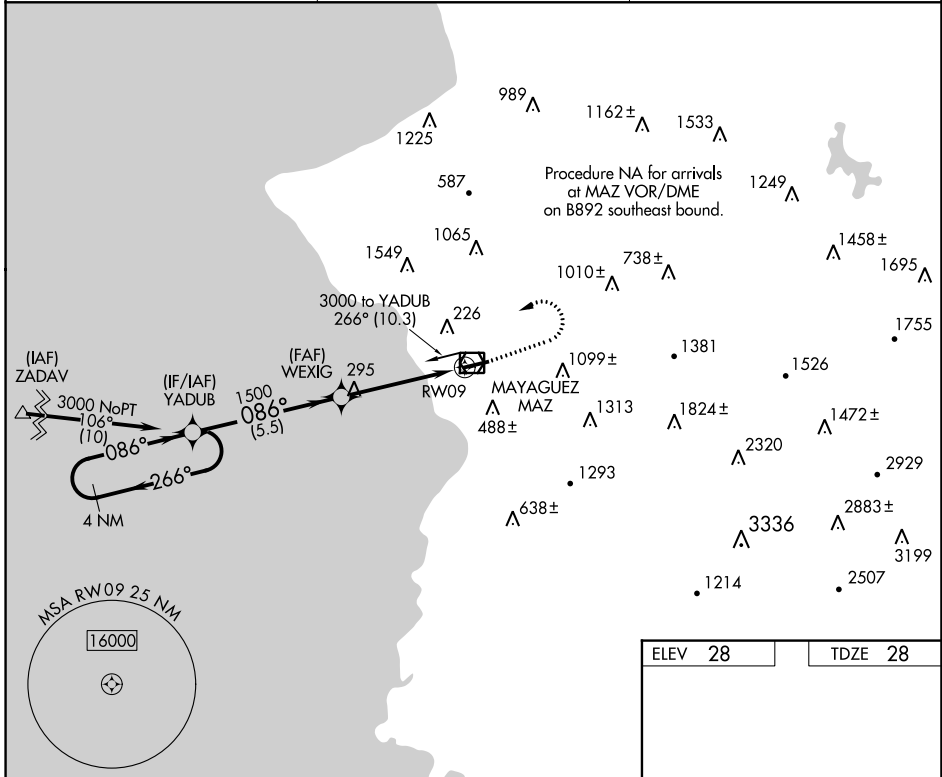 989
1162±
1533
1225
Procedure NA for arrivals
at MAZ VOR/DME
on B892 southeast bound.
587
1249
1065
1549
1458±
738±
1695
1010±
3000 to YADUB
266° (10.3)
226
1755
(IAF)
ZADAV
(FAF)
WEXIG
1381
(IF/IAF)
YADUB
295
1099±
1526
1500
086°
(5.5)
RW09
MAYAGUEZ
MAZ
3000 NoPT
106°
(10)
488±
1313
1824±
1472±
086°
2320
266°
1293
2929
4 NM
638±
2883±
3336
3199
1214
2507
MSA RW09 25 NM
16000
ELEV 28
TDZE 28